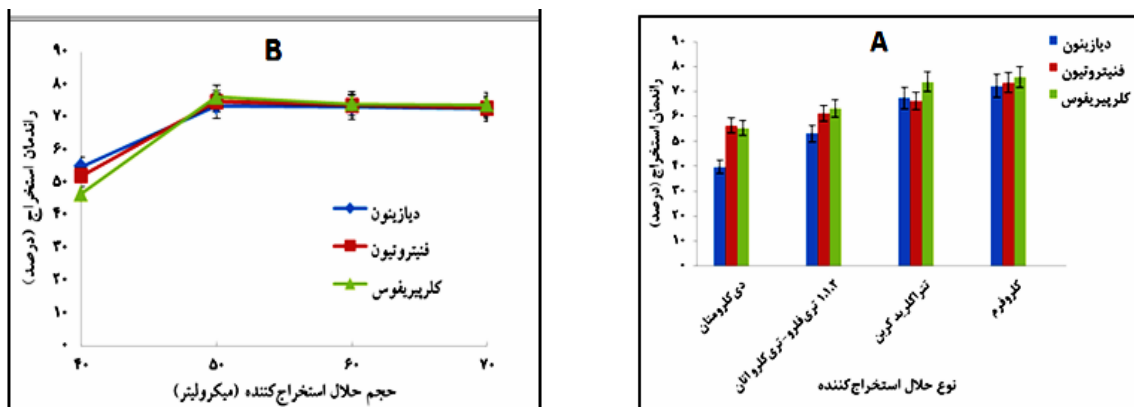 A
دیازینون
فنیتروتیون
کلرپیریفوس
راندمان استخراج (درصد)
۹۰
۸۰
۷۰
۶۰
۵۰
۴۰
۳۰
۲۰
۱۰
۰
دی کلرومتان
۱.۱.۲ تری فلرو-تری کلرو اتان
تتراکلرید کربن
کلروفرم
نوع حلال استخراج‌کننده
B
دیازینون
فنیتروتیون
کلرپیریفوس
راندمان استخراج (درصد)
۹۰
۸۰
۷۰
۶۰
۵۰
۴۰
۳۰
۲۰
۱۰
۰
۴۰ ۵۰ ۶۰ ۷۰
حجم حلال استخراج‌کننده (میکرولیتر)